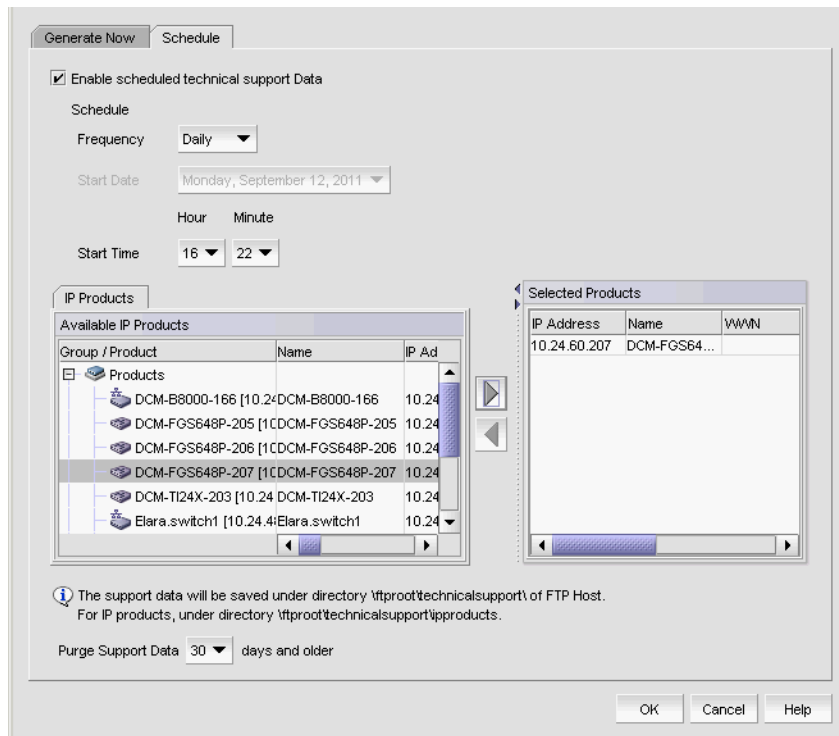 Generate Now Schedule
Enable scheduled technical support Data
Schedule
Frequency Daily
Start Date Monday, September 12, 2011
Hour Minute
Start Time 16 22
IP Products
Available IP Products
Group / Product Name IP Ad
Products
DCM-B8000-166 [10.24 DCM-B8000-166 10.24
DCM-FGS648P-205 [10 DCM-FGS648P-205 10.24
DCM-FGS648P-206 [10 DCM-FGS648P-206 10.24
DCM-FGS648P-207 [10 DCM-FGS648P-207 10.24
DCM-TI24X-203 [10.24 DCM-TI24X-203 10.24
Elara.switch1 [10.24.4 Elara.switch1 10.24
Selected Products
IP Address Name WWN
10.24.60.207 DCM-FGS64...
The support data will be saved under directory \ftproot\technicalsupport\ of FTP Host.
For IP products, under directory \ftproot\technicalsupport\ipproducts.
Purge Support Data 30 days and older
OK Cancel Help